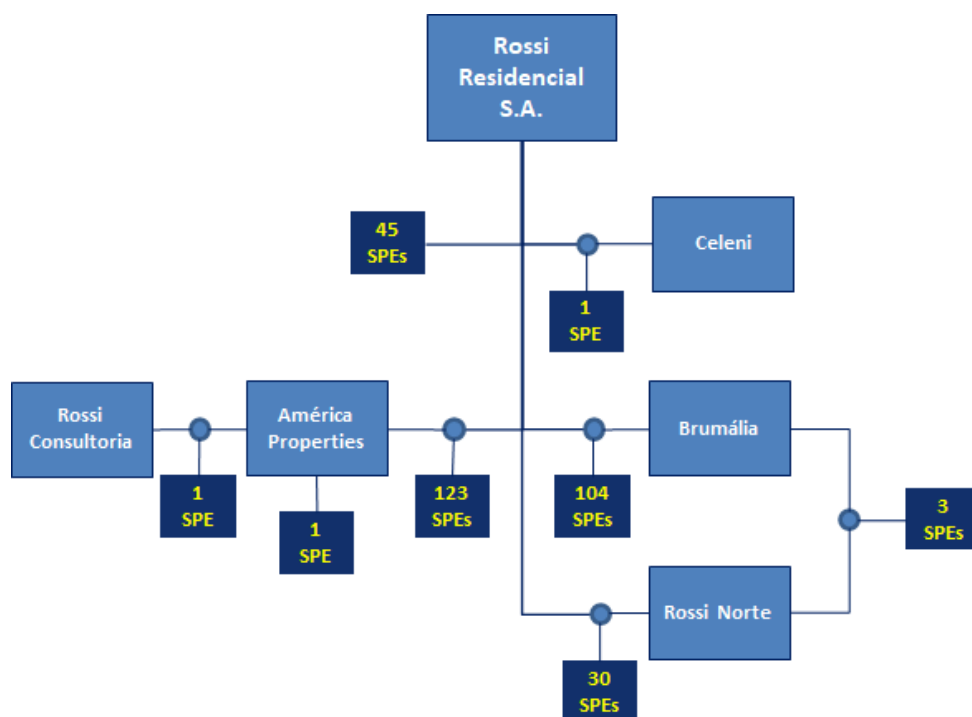 Rossi
Residencial
S.A.
45
SPEs
Celeni
1
SPE
Rossi
Consultoria
América
Properties
Brumália
1
SPE
1
SPE
123
SPEs
104
SPEs
3
SPEs
Rossi Norte
30
SPEs